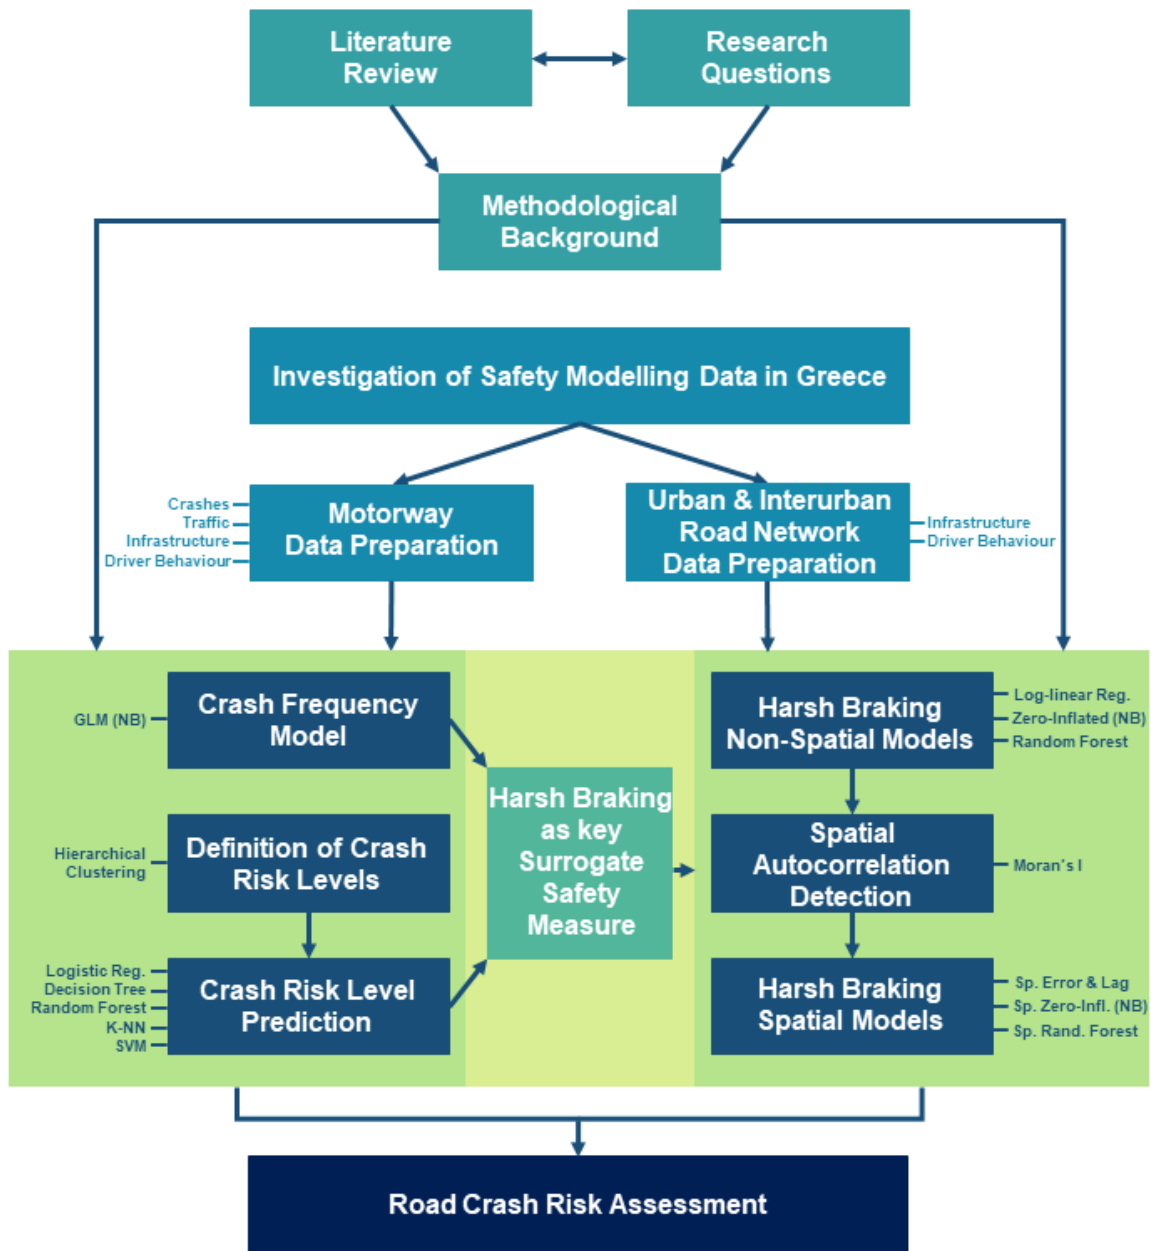 Literature
Review
Research
Questions
Methodological
Background
Investigation of Safety Modelling Data in Greece
Crashes
Traffic
Infrastructure
Driver Behaviour
Motorway
Data Preparation
Urban & Interurban
Road Network
Data Preparation
Infrastructure
Driver Behaviour
GLM (NB)
Crash Frequency
Model
Hierarchical
Clustering
Definition of Crash
Risk Levels
Logistic Reg.
Decision Tree
Random Forest
K-NN
SVM
Crash Risk Level
Prediction
Harsh Braking
as key
Surrogate
Safety
Measure
Harsh Braking
Non-Spatial Models
Log-linear Reg.
Zero-Inflated (NB)
Random Forest
Spatial
Autocorrelation
Detection
Moran's I
Harsh Braking
Spatial Models
Sp. Error & Lag
Sp. Zero-Infl. (NB)
Sp. Rand. Forest
Road Crash Risk Assessment